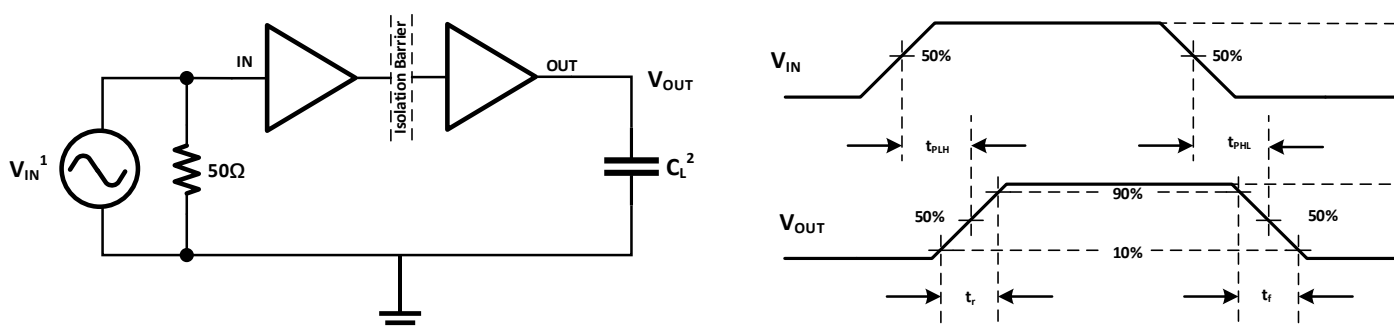 IN
Isolation Barrier
OUT
V_OUT
V_IN^1
50Ω
C_L^2
V_IN
50%
50%
t_PLH
t_PHL
V_OUT
50%
90%
50%
10%
t_r
t_f